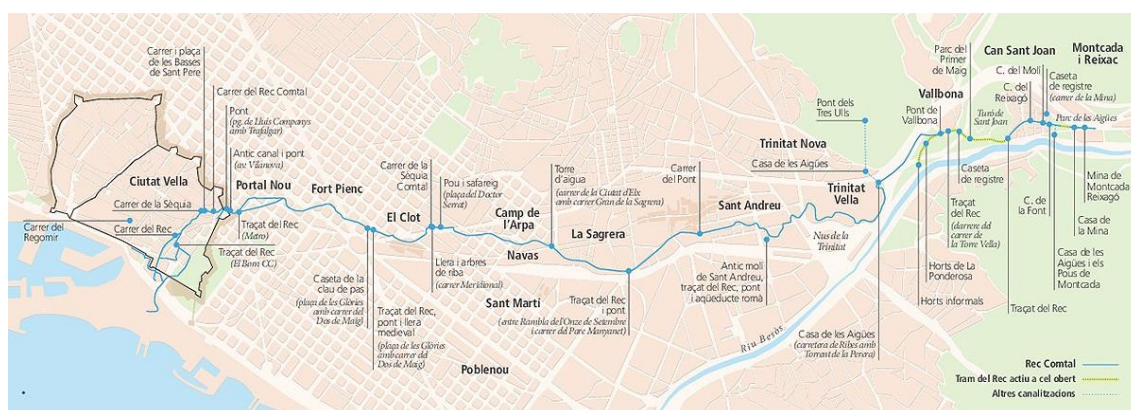 Carrer i plaça
de les Basses
de Sant Pere
Carrer del Rec Comtal
Pont
(pg. de Lluís Companys
amb Trafalgar)
Antic canal i pont
(av. Vilanova)
Ciutat Vella
Portal Nou
Fort Pienc
Carrer de la Sèquia
Carrer del Regomir
Carrer del Rec
Traçat del Rec
(Metro)
Traçat del Rec
(El Born CC)
Carrer de la
Sèquia
Comtal
Pou i safareig
(plaça del Doctor
Serrat)
El Clot
Camp de
l'Arpa
Navas
Caseta de la
clau de pas
(plaça de les Glòries
amb carrer del
Dos de Maig)
Traçat del Rec,
pont i llera
medieval
(plaça de les Glòries
amb carrer del
Dos de Maig)
Llera i arbres
de riba
(carrer Meridional)
Sant Martí
Poblenou
Torre
d'aigua
(carrer de la Ciutat d'Elx
amb carrer Gran de la Sagrera)
La Sagrera
Traçat del Rec
i pont
(entre Rambla de l'Onze de Setembre
i carrer del Parc Manyanet)
Carrer
del Pont
Sant Andreu
Antic molí
de Sant Andreu,
traçat del Rec, pont
i aqüeducte romà
Pont dels
Tres Ulls
Trinitat Nova
Casa de les Aigües
Trinitat
Vella
Nus de la
Trinitat
Casa de les Aigües
(carretera de Ribes amb
Torrent de la Perera)
Riu Besòs
Parc del
Primer
de Maig
Vallbona
Pont de
Vallbona
Can Sant Joan
C. del Molí
C. del
Reixagó
Turó de
Sant Joan
Montcada
i Reixac
Caseta
de registre
(carrer de la Mina)
Parc de les Aigües
Caseta
de registre
Traçat
del Rec
(darrere del
carrer de
la Torre Vella)
Horts de La
Ponderosa
Horts informals
C. de
la Font
Traçat del Rec
Mina de
Montcada
Reixagó
Casa de
la Mina
Casa de
les Aigües
i els
Pous de
Montcada
Rec Comtal
Tram del Rec actiu a cel obert
Altres canalitzacions